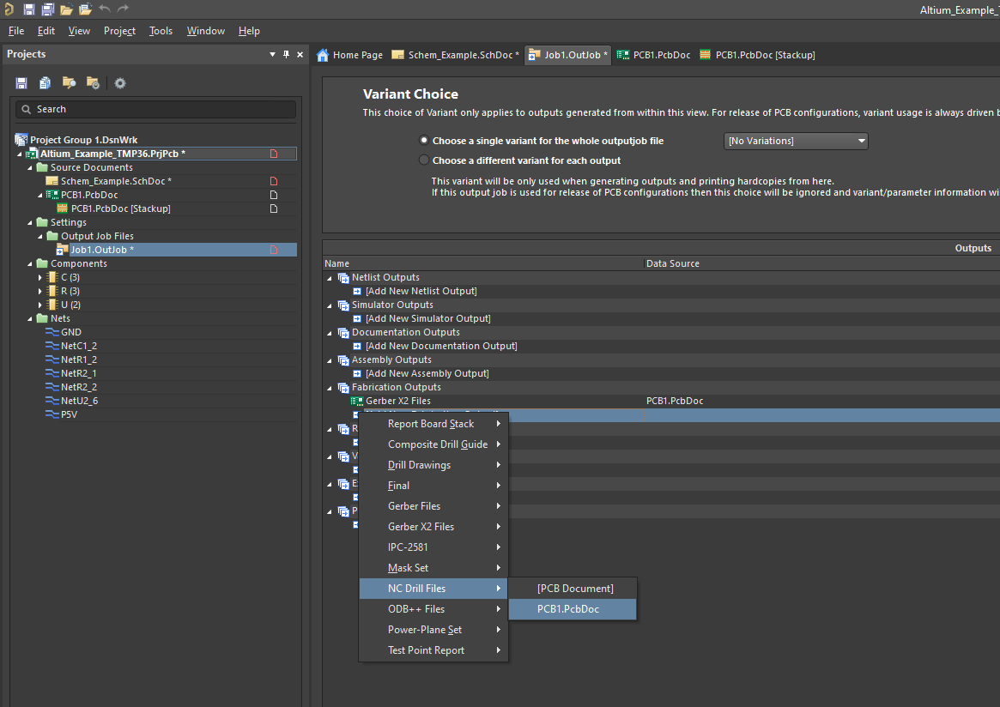 Altium_Example_T
File Edit View Project Tools Window Help
Projects
Home Page Schem_Example.SchDoc * Job1.OutJob * PCB1.PcbDoc PCB1.PcbDoc [Stackup]
Search
Variant Choice
This choice of Variant only applies to outputs generated from within this view. For release of PCB configurations, variant usage is always driven b
Choose a single variant for the whole outputjob file [No Variations]
Choose a different variant for each output
This variant will be only used when generating outputs and printing hardcopies from here.
If this output job is used for release of PCB configurations then this choice will be ignored and variant/parameter information wi
Project Group 1.DsnWrk
Altium_Example_TMP36.PrjPcb *
Source Documents
Schem_Example.SchDoc *
PCB1.PcbDoc
PCB1.PcbDoc [Stackup]
Settings
Output Job Files
Job1.OutJob *
Components
C (3)
R (3)
U (2)
Nets
GND
NetC1_2
NetR1_2
NetR2_1
NetR2_2
NetU2_6
P5V
Outputs
Name Data Source
Netlist Outputs
[Add New Netlist Output]
Simulator Outputs
[Add New Simulator Output]
Documentation Outputs
[Add New Documentation Output]
Assembly Outputs
[Add New Assembly Output]
Fabrication Outputs
Gerber X2 Files PCB1.PcbDoc
R
V
E
P
Report Board Stack
Composite Drill Guide
Drill Drawings
Final
Gerber Files
Gerber X2 Files
IPC-2581
Mask Set
NC Drill Files
ODB++ Files
Power-Plane Set
Test Point Report
[PCB Document]
PCB1.PcbDoc